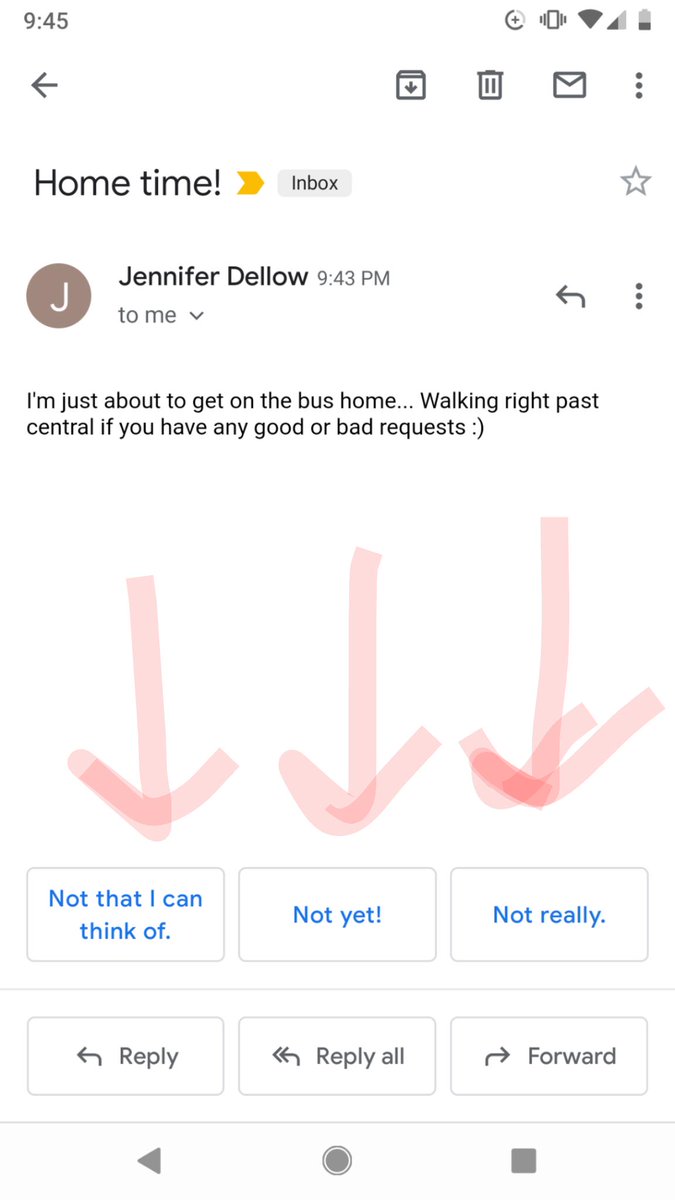 9:45
Home time! Inbox
J
Jennifer Dellow 9:43 PM
to me
I'm just about to get on the bus home... Walking right past
central if you have any good or bad requests :)
Not that I can
think of.
Not yet!
Not really.
Reply
Reply all
Forward